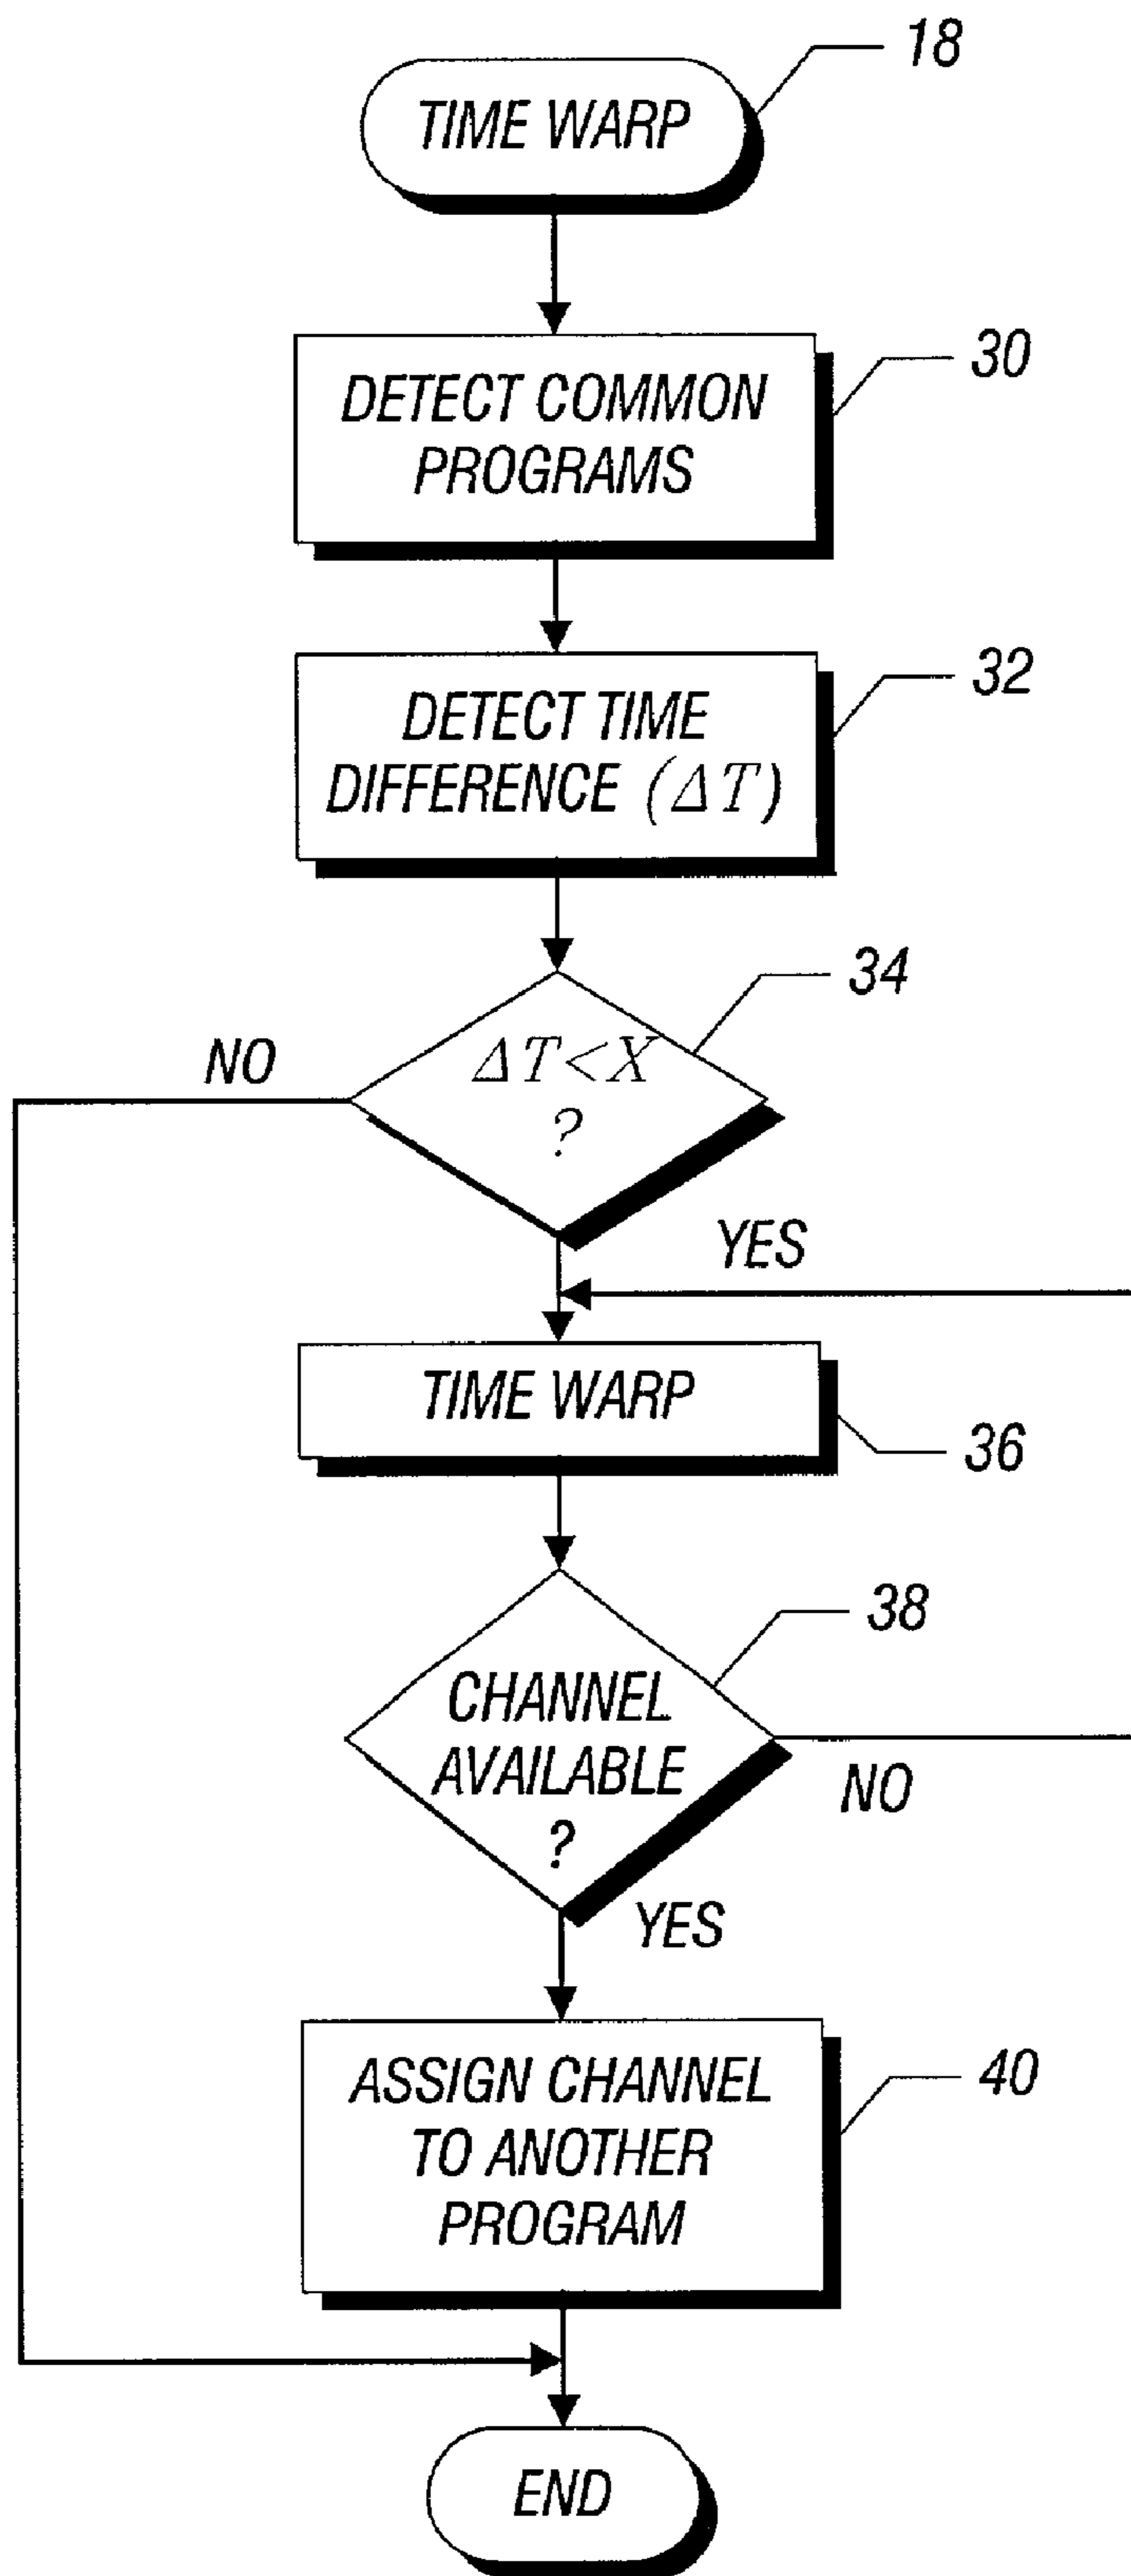 18
TIME WARP
30
DETECT COMMON
PROGRAMS
32
DETECT TIME
DIFFERENCE (ΔT)
34
NO
ΔT<X
?
YES
TIME WARP
36
38
CHANNEL
AVAILABLE
?
NO
YES
ASSIGN CHANNEL
TO ANOTHER
PROGRAM
40
END